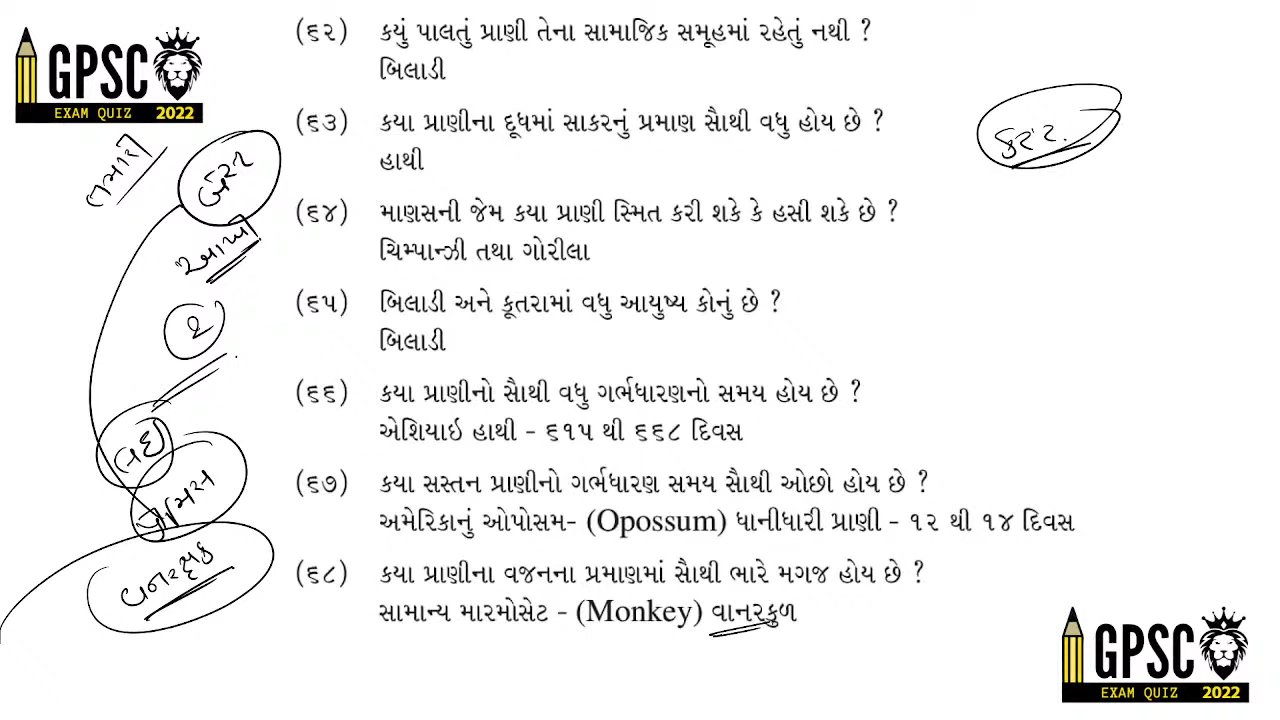 GPSC
EXAM QUIZ 2022
(૬૨) કયું પાલતું પ્રાણી તેના સામાજિક સમૂહમાં રહેતું નથી ?
બિલાડી
(૬૩) કયા પ્રાણીના દૂધમાં સાકરનું પ્રમાણ સૌથી વધુ હોય છે ?
હાથી
(૬૪) માણસની જેમ કયા પ્રાણી સ્મિત કરી શકે કે હસી શકે છે ?
ચિમ્પાન્ઝી તથા ગોરીલા
(૬૫) બિલાડી અને કૂતરામાં વધુ આયુષ્ય કોનું છે ?
બિલાડી
(૬૬) કયા પ્રાણીનો સૌથી વધુ ગર્ભધારણનો સમય હોય છે ?
એશિયાઇ હાથી - ૬૧૫ થી ૬૬૮ દિવસ
(૬૭) કયા સસ્તન પ્રાણીનો ગર્ભધારણ સમય સૌથી ઓછો હોય છે ?
અમેરિકાનું ઓપોસમ- (Opossum) ધાનીધારી પ્રાણી - ૧૨ થી ૧૪ દિવસ
(૬૮) કયા પ્રાણીના વજનના પ્રમાણમાં સૌથી ભારે મગજ હોય છે ?
સામાન્ય મારમોસેટ - (Monkey) વાનરકુળ
GPSC
EXAM QUIZ 2022